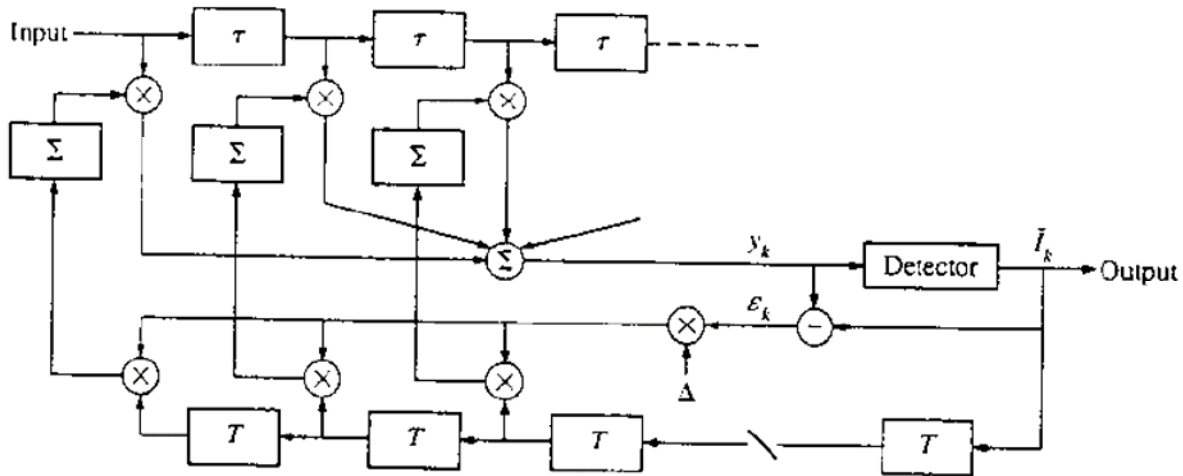 Input
τ
τ
τ
×
×
×
Σ
Σ
Σ
Σ
y_k
Detector
Ĩ_k
Output
ε_k
×
−
Δ
×
×
×
T
T
T
T